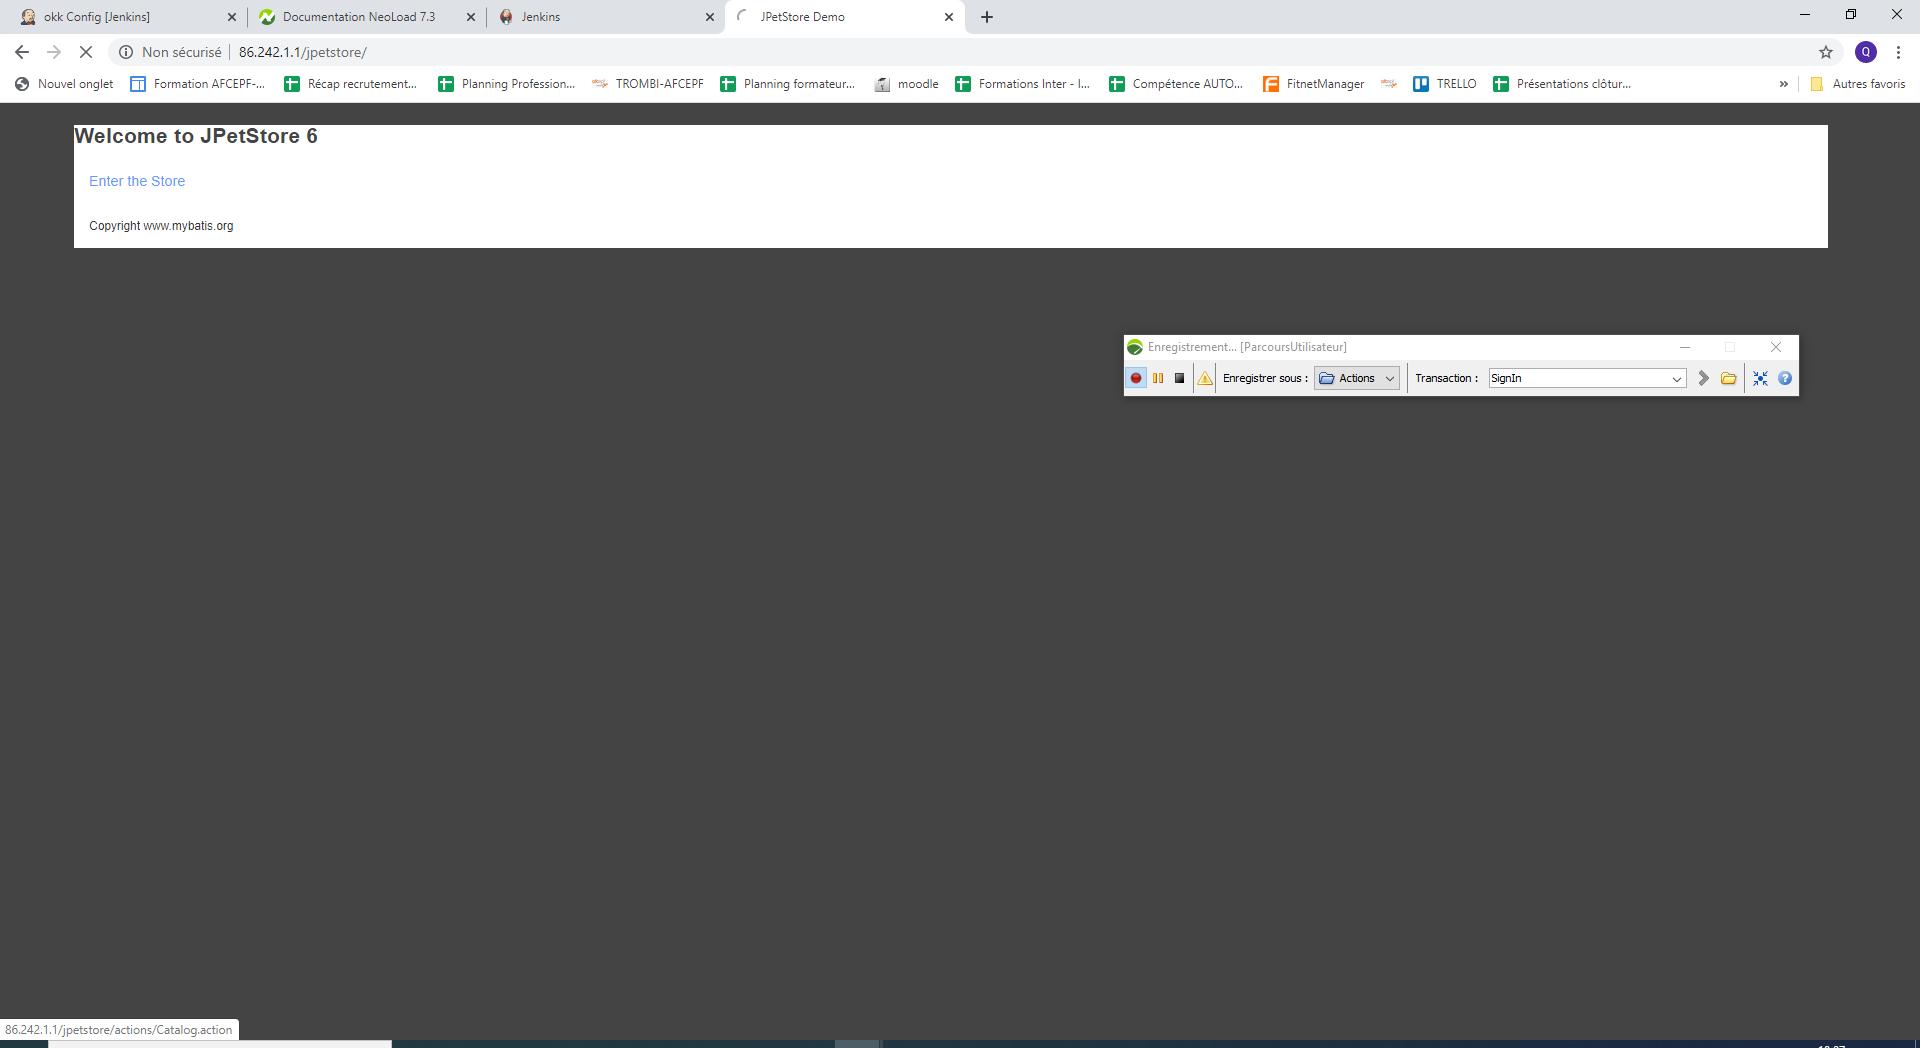 okk Config [Jenkins]
Documentation NeoLoad 7.3
Jenkins
JPetStore Demo
Non sécurisé
86.242.1.1/jpetstore/
Q
Nouvel onglet
Formation AFCEPF-...
Récap recrutement...
Planning Profession...
TROMBI-AFCEPF
Planning formateur...
moodle
Formations Inter - I...
Compétence AUTO...
FitnetManager
TRELLO
Présentations clôtur...
»
Autres favoris
Welcome to JPetStore 6
Enter the Store
Copyright www.mybatis.org
Enregistrement... [ParcoursUtilisateur]
Enregistrer sous :
Actions
Transaction :
SignIn
86.242.1.1/jpetstore/actions/Catalog.action